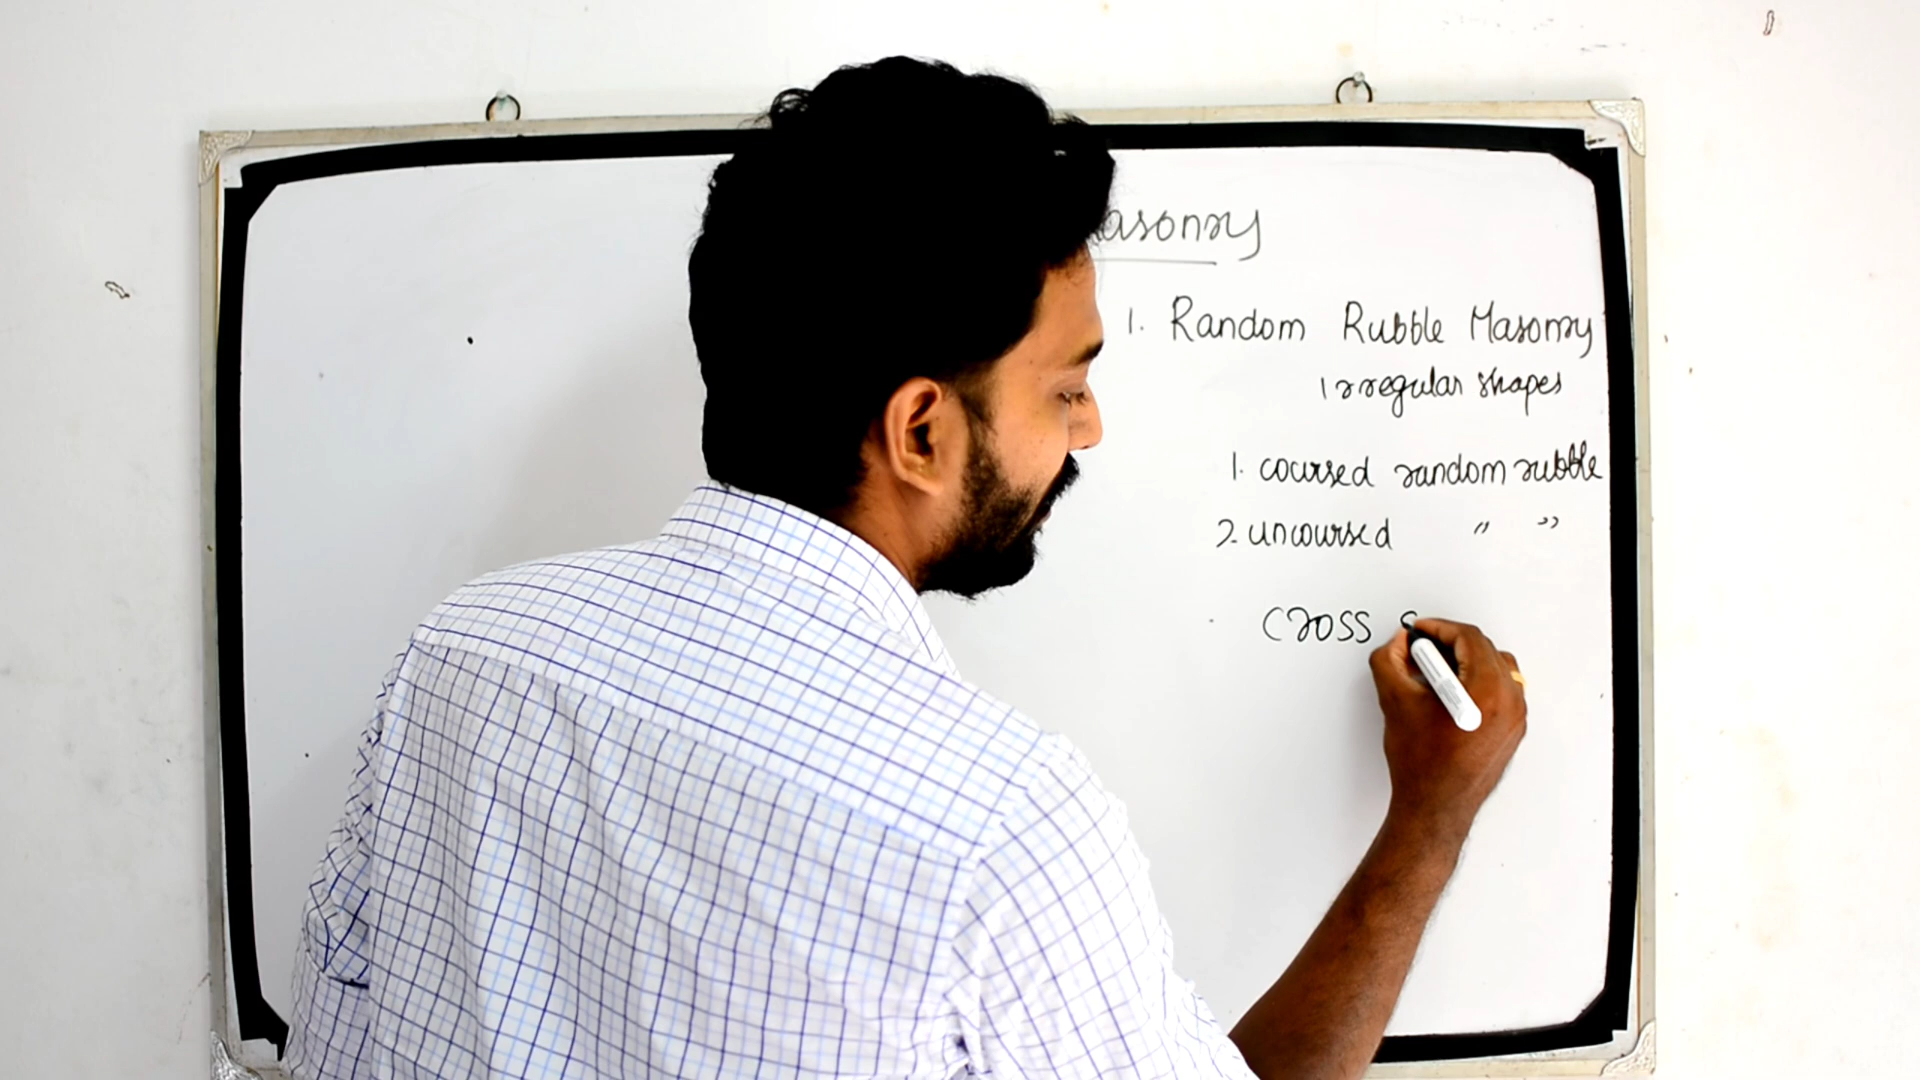 asonry
1. Random Rubble Masonry
Irregular shapes
1. coursed random rubble
2. uncoursed " "
cross s